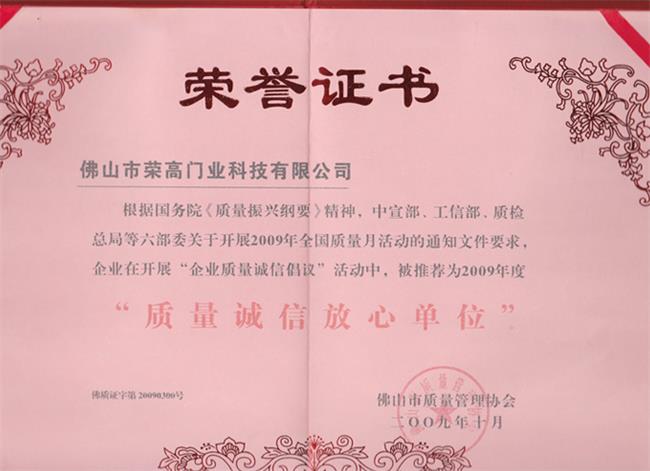 荣誉证书
佛山市荣高门业科技有限公司
根据国务院《质量振兴纲要》精神，中宣部、工信部、质检
总局等六部委关于开展2009年全国质量月活动的通知文件要求，
企业在开展“企业质量诚信倡议”活动中，被推荐为2009年度
“质量诚信放心单位”
佛质证字第20090300号
佛山市质量管理协会
二〇〇九年十月